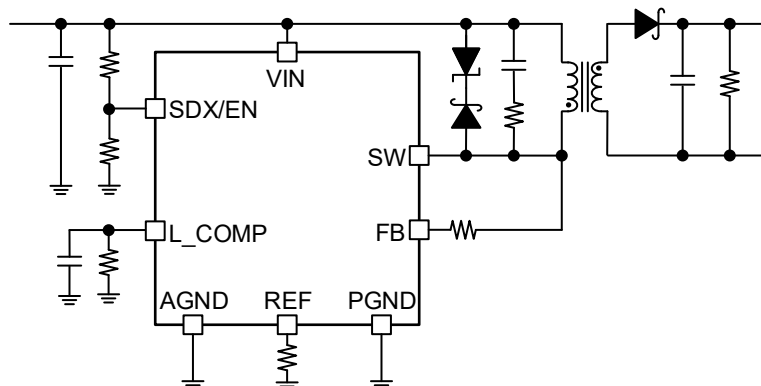 VIN
SDX/EN
SW
L_COMP
FB
AGND
REF
PGND